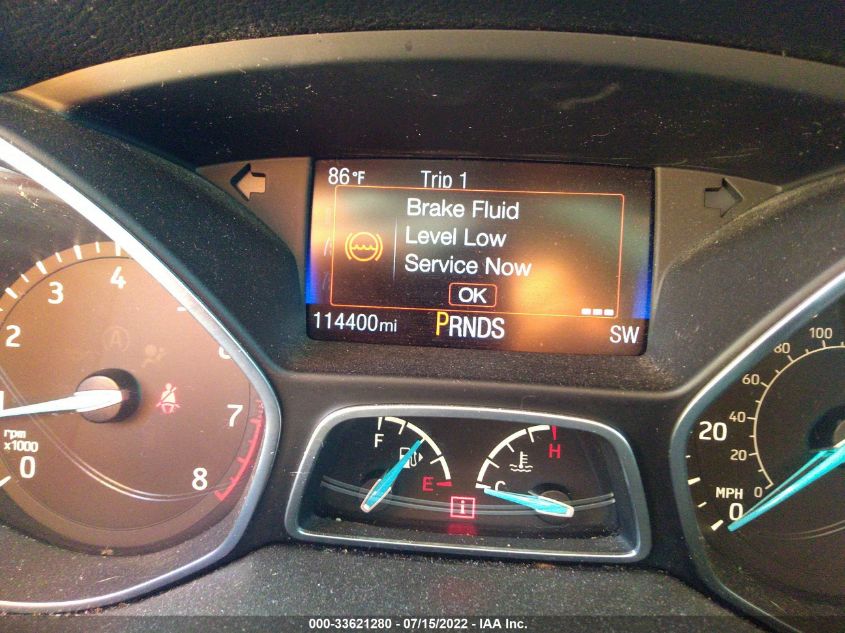 86°F Trip 1
Brake Fluid
Level Low
Service Now
OK
114400mi PRNDS SW
0
2
3
4
7
8
rpm
x1000
F
E
C
H
i
A
0
20
MPH
0
20
40
60
80
100
000-33621280 - 07/15/2022 - IAA Inc.